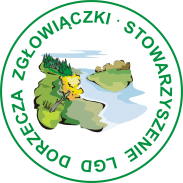 STOWARZYSZENIE LGD DORZECZA ZGŁOWIĄCZKI ·